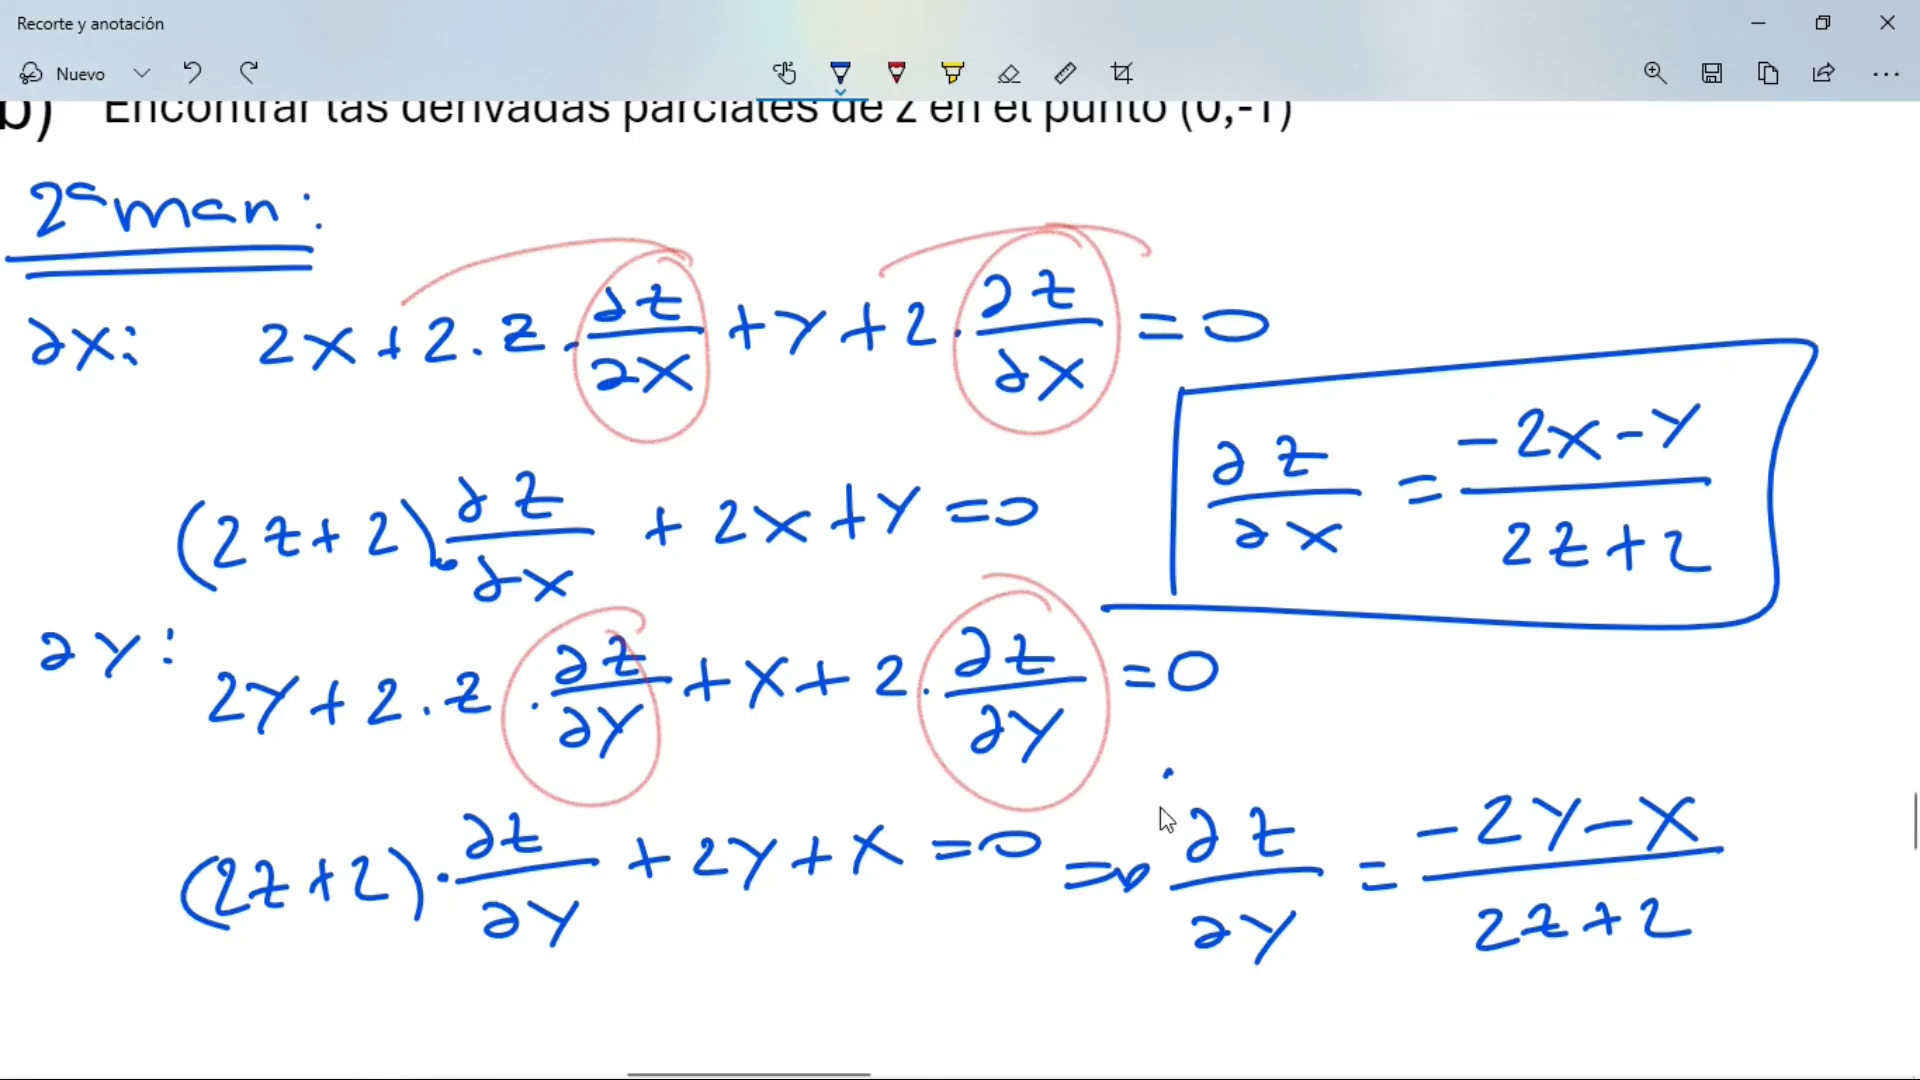 Recorte y anotación
Nuevo
b) Encontrar las derivadas parciales de z en el punto (0,-1)
2ª man:
∂x: 2x + 2 · z · ∂z/∂x + y + 2 · ∂z/∂x = 0
(2z + 2) · ∂z/∂x + 2x + y = 0
∂z/∂x = (-2x - y)/(2z + 2)
∂y: 2y + 2 · z · ∂z/∂y + x + 2 · ∂z/∂y = 0
(2z + 2) · ∂z/∂y + 2y + x = 0 ⇒ ∂z/∂y = (-2y - x)/(2z + 2)